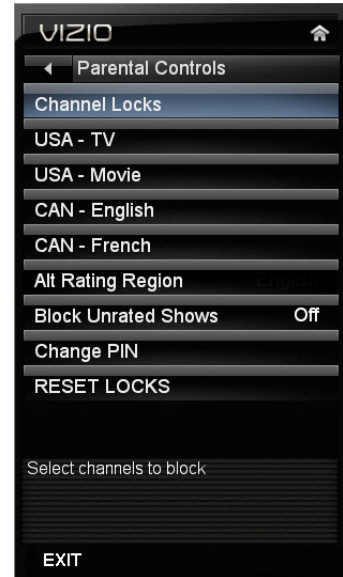 VIZIO
Parental Controls
Channel Locks
USA - TV
USA - Movie
CAN - English
CAN - French
Alt Rating Region English
Block Unrated Shows Off
Change PIN
RESET LOCKS
Select channels to block
EXIT